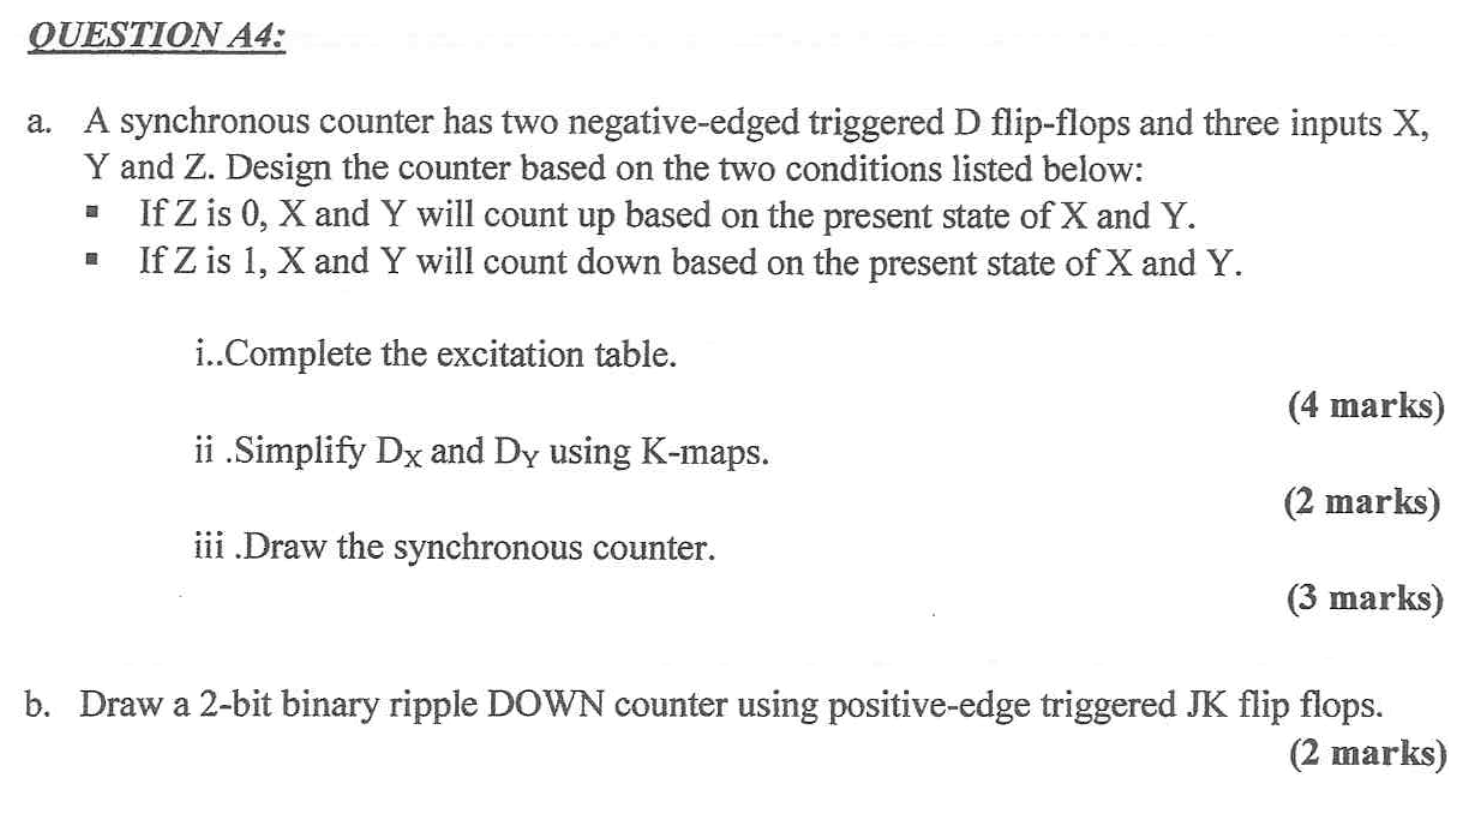 QUESTION A4:
a. A synchronous counter has two negative-edged triggered D flip-flops and three inputs X,
Y and Z. Design the counter based on the two conditions listed below:
▪ If Z is 0, X and Y will count up based on the present state of X and Y.
▪ If Z is 1, X and Y will count down based on the present state of X and Y.
i..Complete the excitation table.
(4 marks)
ii .Simplify DX and DY using K-maps.
(2 marks)
iii .Draw the synchronous counter.
(3 marks)
b. Draw a 2-bit binary ripple DOWN counter using positive-edge triggered JK flip flops.
(2 marks)